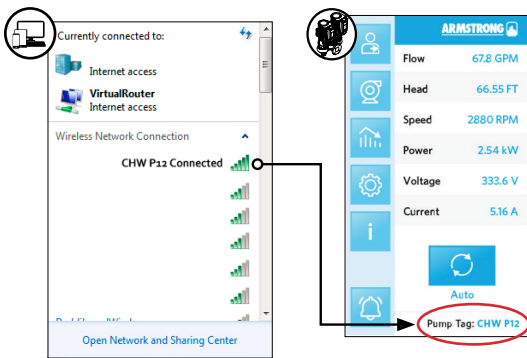 Currently connected to:
Internet access
VirtualRouter
Internet access
Wireless Network Connection
CHW P12 Connected
Open Network and Sharing Center
ARMSTRONG
Flow 67.8 GPM
Head 66.55 FT
Speed 2880 RPM
Power 2.54 kW
Voltage 333.6 V
Current 5.16 A
i
Auto
Pump Tag: CHW P12